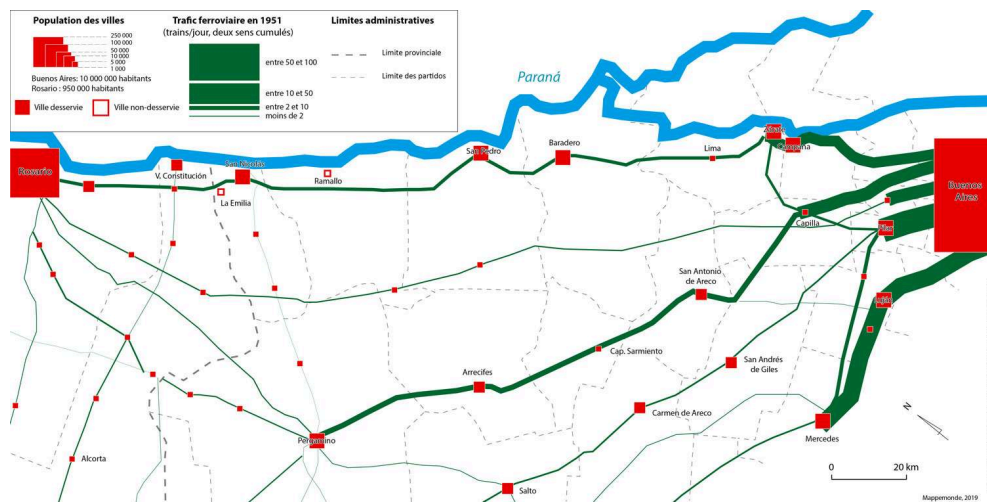 Population des villes
250 000
100 000
50 000
10 000
5 000
1 000
Buenos Aires: 10 000 000 habitants
Rosario : 950 000 habitants
Ville desservie
Ville non-desservie
Trafic ferroviaire en 1951
(trains/jour, deux sens cumulés)
entre 50 et 100
entre 10 et 50
entre 2 et 10
moins de 2
Limites administratives
Limite provinciale
Limite des partidos
Paraná
Rosario
V. Constitución
San Nicolás
La Emilia
Ramallo
San Pedro
Baradero
Lima
Zárate
Campana
Buenos
Aires
Capilla
Pilar
San Antonio
de Areco
Luján
Cap. Sarmiento
Arrecifes
San Andrés
de Giles
Carmen de Areco
Mercedes
Pergamino
Alcorta
Salto
N
0
20 km
Mappemonde, 2019